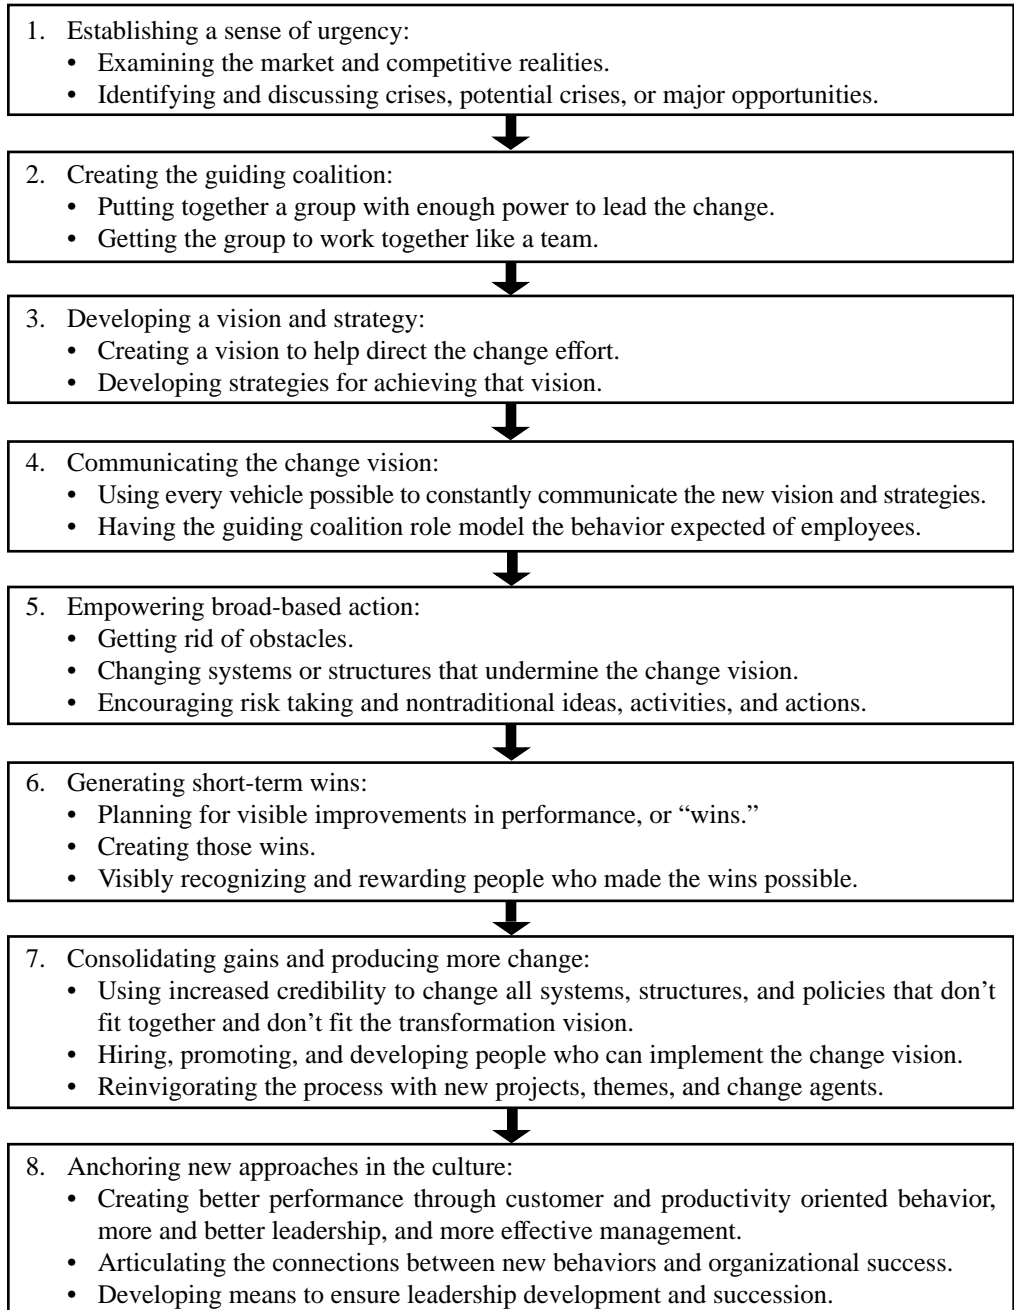 1. Establishing a sense of urgency:
• Examining the market and competitive realities.
• Identifying and discussing crises, potential crises, or major opportunities.
2. Creating the guiding coalition:
• Putting together a group with enough power to lead the change.
• Getting the group to work together like a team.
3. Developing a vision and strategy:
• Creating a vision to help direct the change effort.
• Developing strategies for achieving that vision.
4. Communicating the change vision:
• Using every vehicle possible to constantly communicate the new vision and strategies.
• Having the guiding coalition role model the behavior expected of employees.
5. Empowering broad-based action:
• Getting rid of obstacles.
• Changing systems or structures that undermine the change vision.
• Encouraging risk taking and nontraditional ideas, activities, and actions.
6. Generating short-term wins:
• Planning for visible improvements in performance, or “wins.”
• Creating those wins.
• Visibly recognizing and rewarding people who made the wins possible.
7. Consolidating gains and producing more change:
• Using increased credibility to change all systems, structures, and policies that don’t
fit together and don’t fit the transformation vision.
• Hiring, promoting, and developing people who can implement the change vision.
• Reinvigorating the process with new projects, themes, and change agents.
8. Anchoring new approaches in the culture:
• Creating better performance through customer and productivity oriented behavior,
more and better leadership, and more effective management.
• Articulating the connections between new behaviors and organizational success.
• Developing means to ensure leadership development and succession.